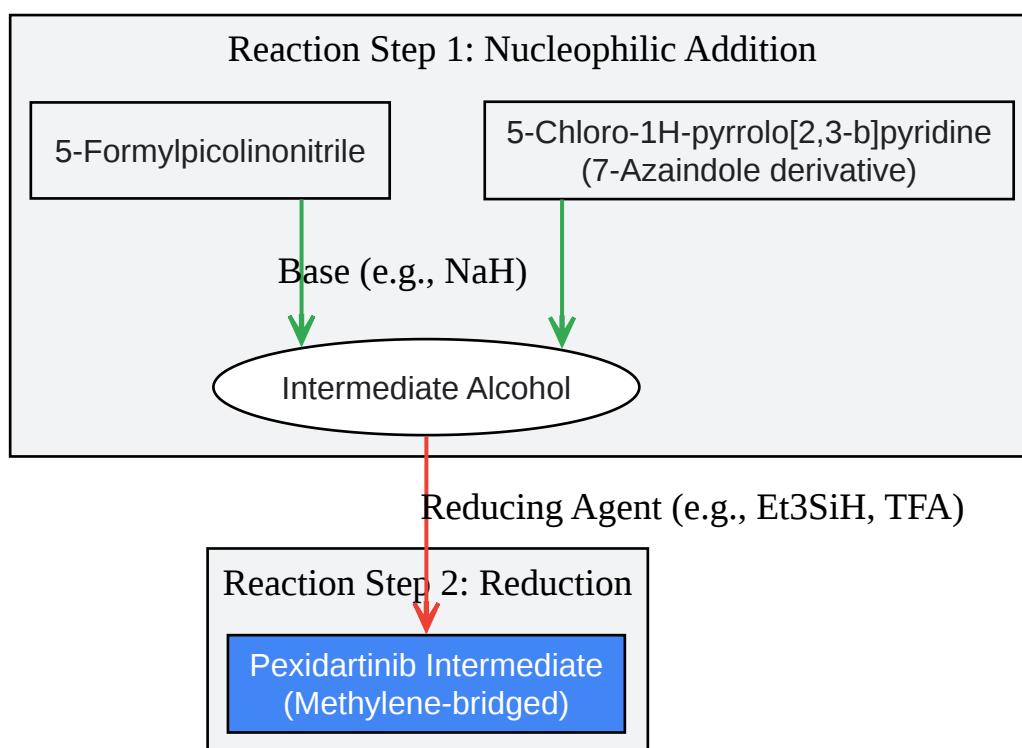 Reaction Step 1: Nucleophilic Addition
5-Formylpicolinonitrile
5-Chloro-1H-pyrrolo[2,3-b]pyridine
(7-Azaindole derivative)
Base (e.g., NaH)
Intermediate Alcohol
Reducing Agent (e.g., Et3SiH, TFA)
Reaction Step 2: Reduction
Pexidartinib Intermediate
(Methylene-bridged)